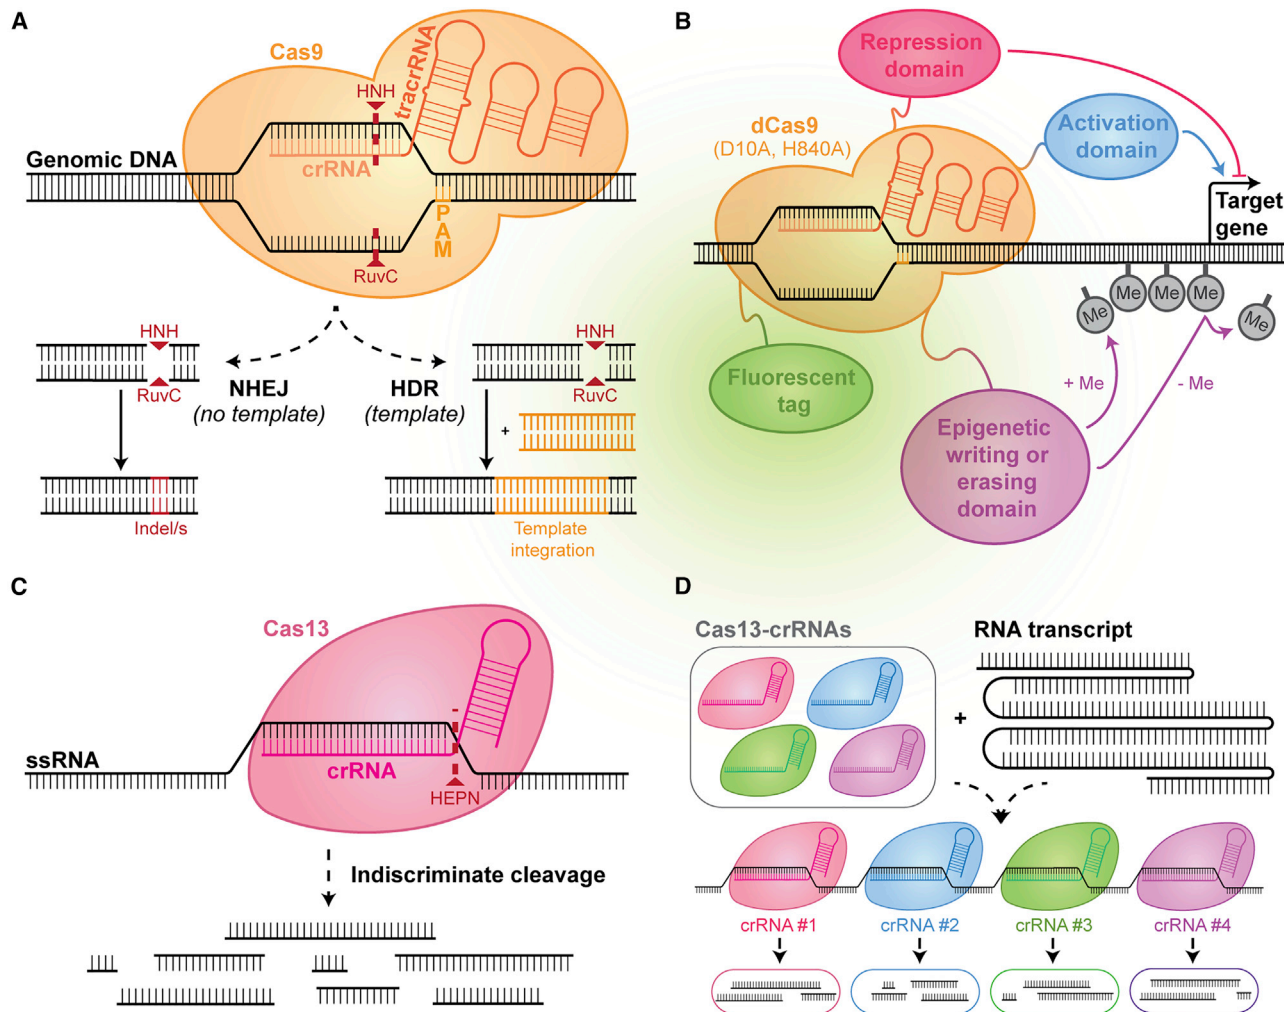 A
Cas9
tracrRNA
HNH
Genomic DNA
crRNA
PAM
RuvC
HNH
RuvC
NHEJ
(no template)
HDR
(template)
HNH
RuvC
+
Indel/s
Template
integration
B
Repression
domain
dCas9
(D10A, H840A)
Activation
domain
Target
gene
Me
Me
Me
Me
Me
Fluorescent
tag
+ Me
- Me
Epigenetic
writing or
erasing
domain
C
Cas13
ssRNA
crRNA
HEPN
Indiscriminate cleavage
D
Cas13-crRNAs
RNA transcript
+
crRNA #1
crRNA #2
crRNA #3
crRNA #4